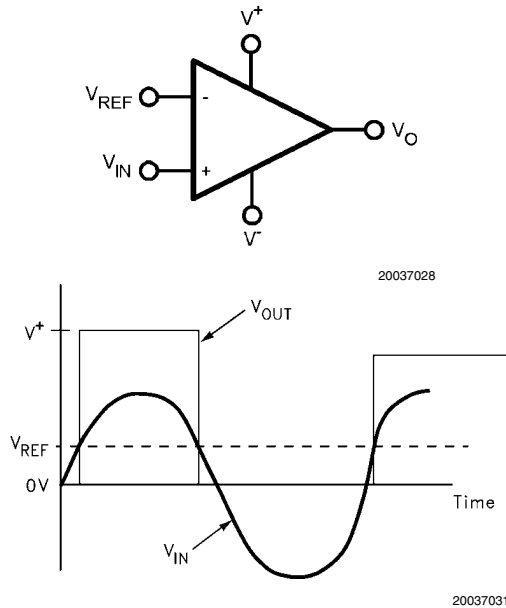 V+
VREF
-
VO
VIN
+
V-
20037028
VOUT
V+
VREF
0V
Time
VIN
20037031